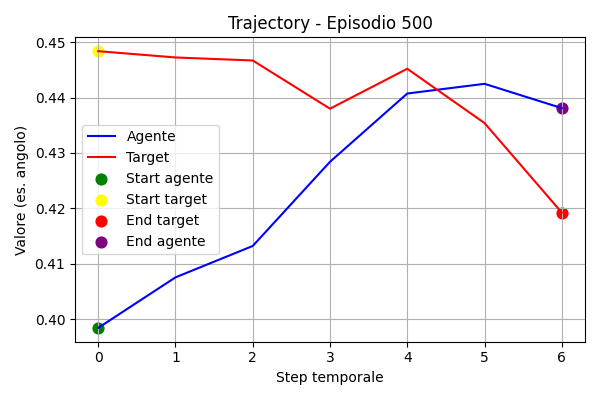 Trajectory - Episodio 500
Valore (es. angolo)
0.45
0.44
0.43
0.42
0.41
0.40
Agente
Target
Start agente
Start target
End target
End agente
0 1 2 3 4 5 6
Step temporale